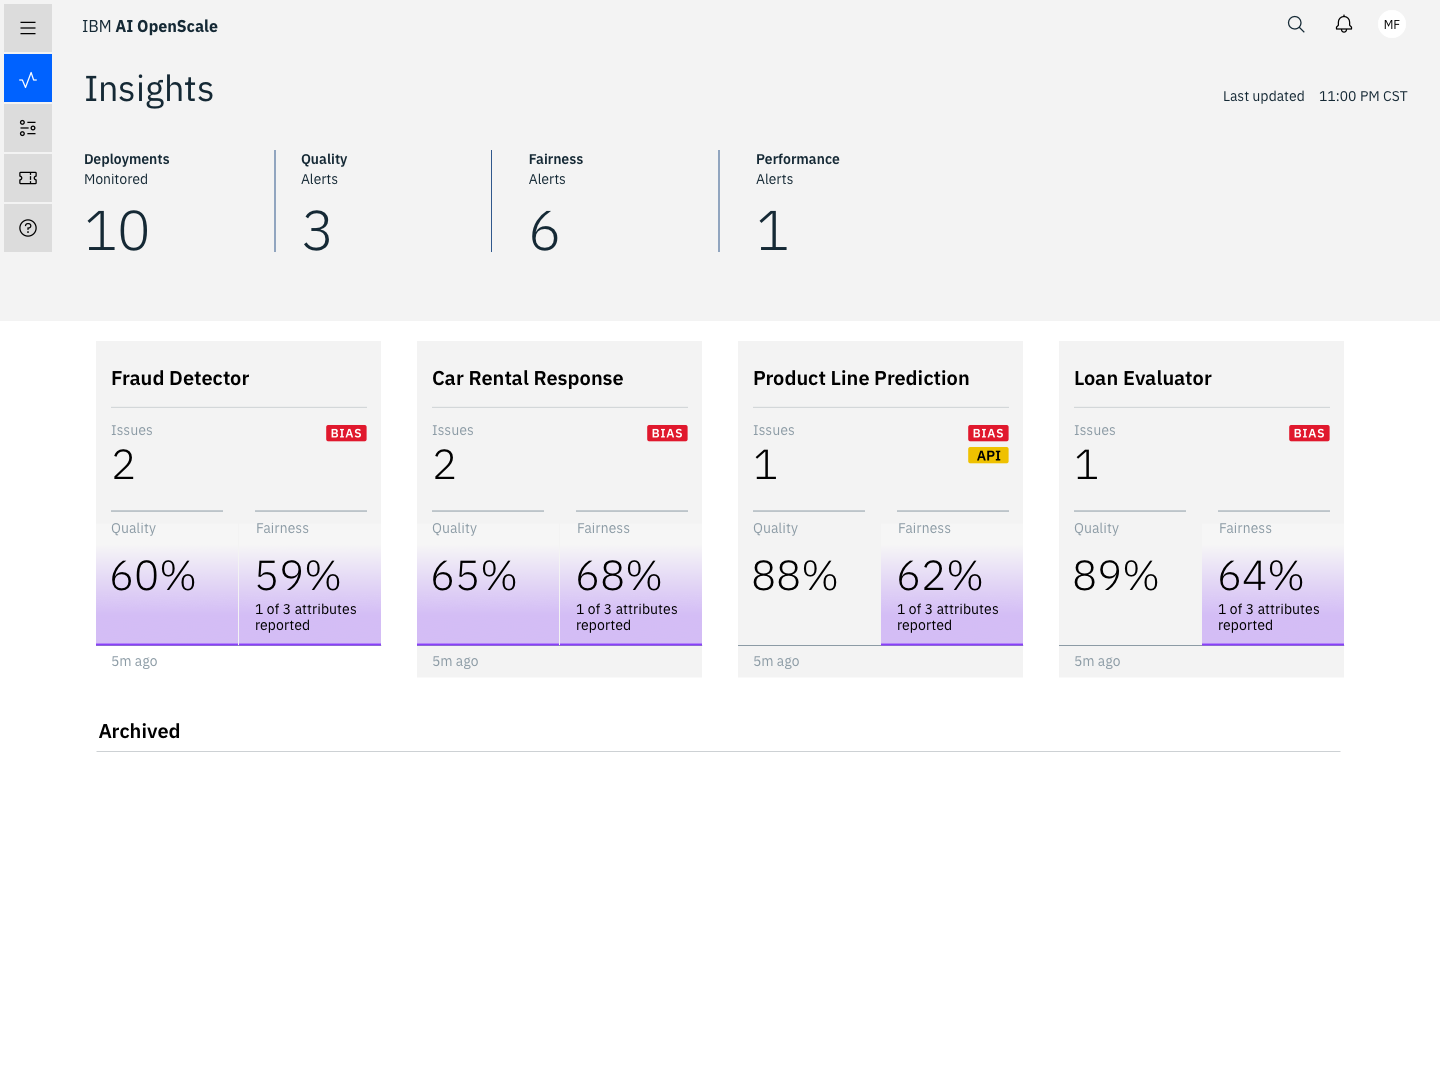 IBM AI OpenScale
MF
Insights
Last updated 11:00 PM CST
Deployments
Monitored
10
Quality
Alerts
3
Fairness
Alerts
6
Performance
Alerts
1
Fraud Detector
Issues
BIAS
2
Quality
60%
Fairness
59%
1 of 3 attributes
reported
5m ago
Car Rental Response
Issues
BIAS
2
Quality
65%
Fairness
68%
1 of 3 attributes
reported
5m ago
Product Line Prediction
Issues
BIAS
API
1
Quality
88%
Fairness
62%
1 of 3 attributes
reported
5m ago
Loan Evaluator
Issues
BIAS
1
Quality
89%
Fairness
64%
1 of 3 attributes
reported
5m ago
Archived